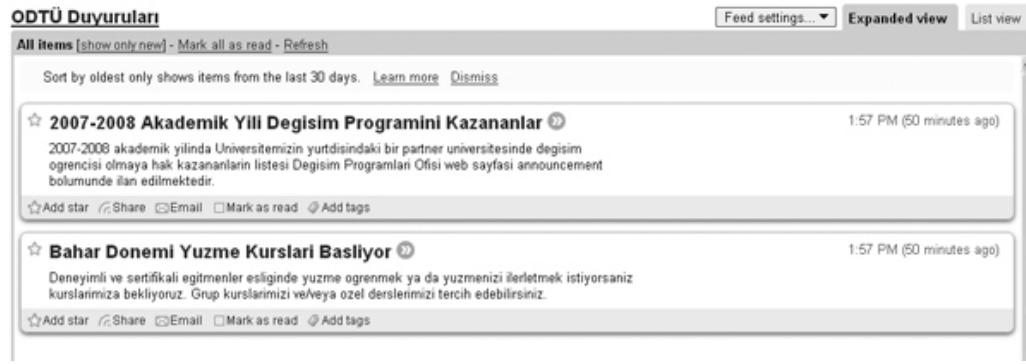 ODTÜ Duyuruları
Feed settings... Expanded view List view
All items [show only new] - Mark all as read - Refresh
Sort by oldest only shows items from the last 30 days. Learn more Dismiss
2007-2008 Akademik Yili Degisim Programini Kazananlar 1:57 PM (50 minutes ago)
2007-2008 akademik yilinda Universitemizin yurtdisindaki bir partner universitesinde degisim
ogrencisi olmaya hak kazananlarin listesi Degisim Programlari Ofisi web sayfasi announcement
bolumunde ilan edilmektedir.
Add star Share Email Mark as read Add tags
Bahar Donemi Yuzme Kurslari Basliyor 1:57 PM (50 minutes ago)
Deneyimli ve sertifikali egitmenler esliginde yuzme ogrenmek ya da yuzmenizi ilerletmek istiyorsaniz
kurslarimiza bekliyoruz. Grup kurslarimizi ve/veya ozel derslerimizi tercih edebilirsiniz.
Add star Share Email Mark as read Add tags